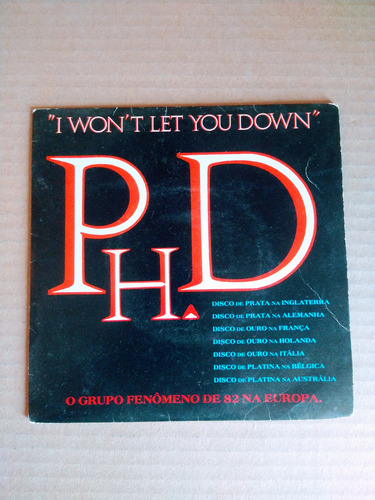 "I WON'T LET YOU DOWN"
PH.D
DISCO DE PRATA NA INGLATERRA
DISCO DE PRATA NA ALEMANHA
DISCO DE OURO NA FRANÇA
DISCO DE OURO NA HOLANDA
DISCO DE OURO NA ITÁLIA
DISCO DE PLATINA NA BÉLGICA
DISCO DE PLATINA NA AUSTRÁLIA
O GRUPO FENÔMENO DE 82 NA EUROPA.